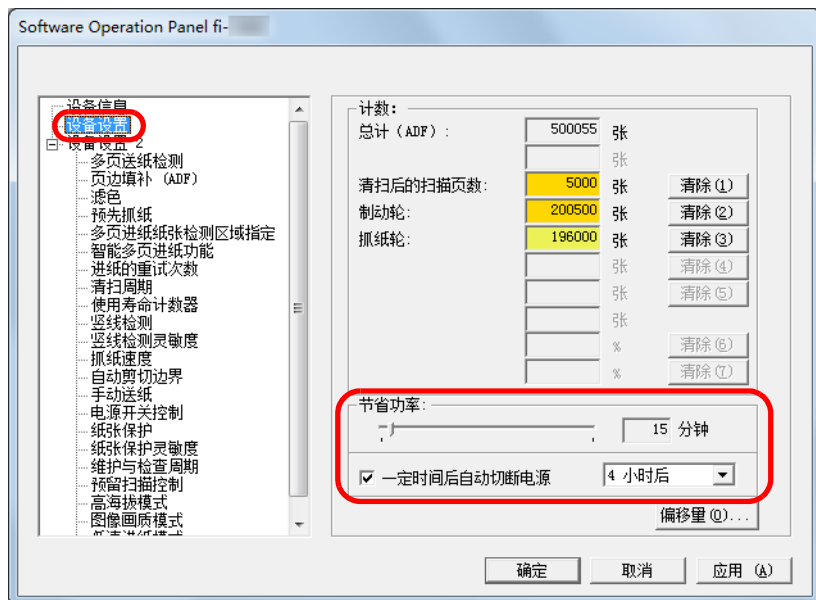 Software Operation Panel fi-
设备信息
设备设置
设备设置 2
多页送纸检测
页边填补 (ADF)
滤色
预先抓纸
多页进纸纸张检测区域指定
智能多页进纸功能
进纸的重试次数
清扫周期
使用寿命计数器
竖线检测
竖线检测灵敏度
抓纸速度
自动剪切边界
手动送纸
电源开关控制
纸张保护
纸张保护灵敏度
维护与检查周期
预留扫描控制
高海拔模式
图像画质模式
低速进纸模式
计数:
总计 (ADF) : 500055 张
张
清扫后的扫描页数: 5000 张 清除(1)
制动轮: 200500 张 清除(2)
抓纸轮: 196000 张 清除(3)
张 清除(4)
张 清除(5)
张
% 清除(6)
% 清除(7)
节省功率:
15 分钟
一定时间后自动切断电源 4 小时后
偏移量(O)...
确定 取消 应用 (A)